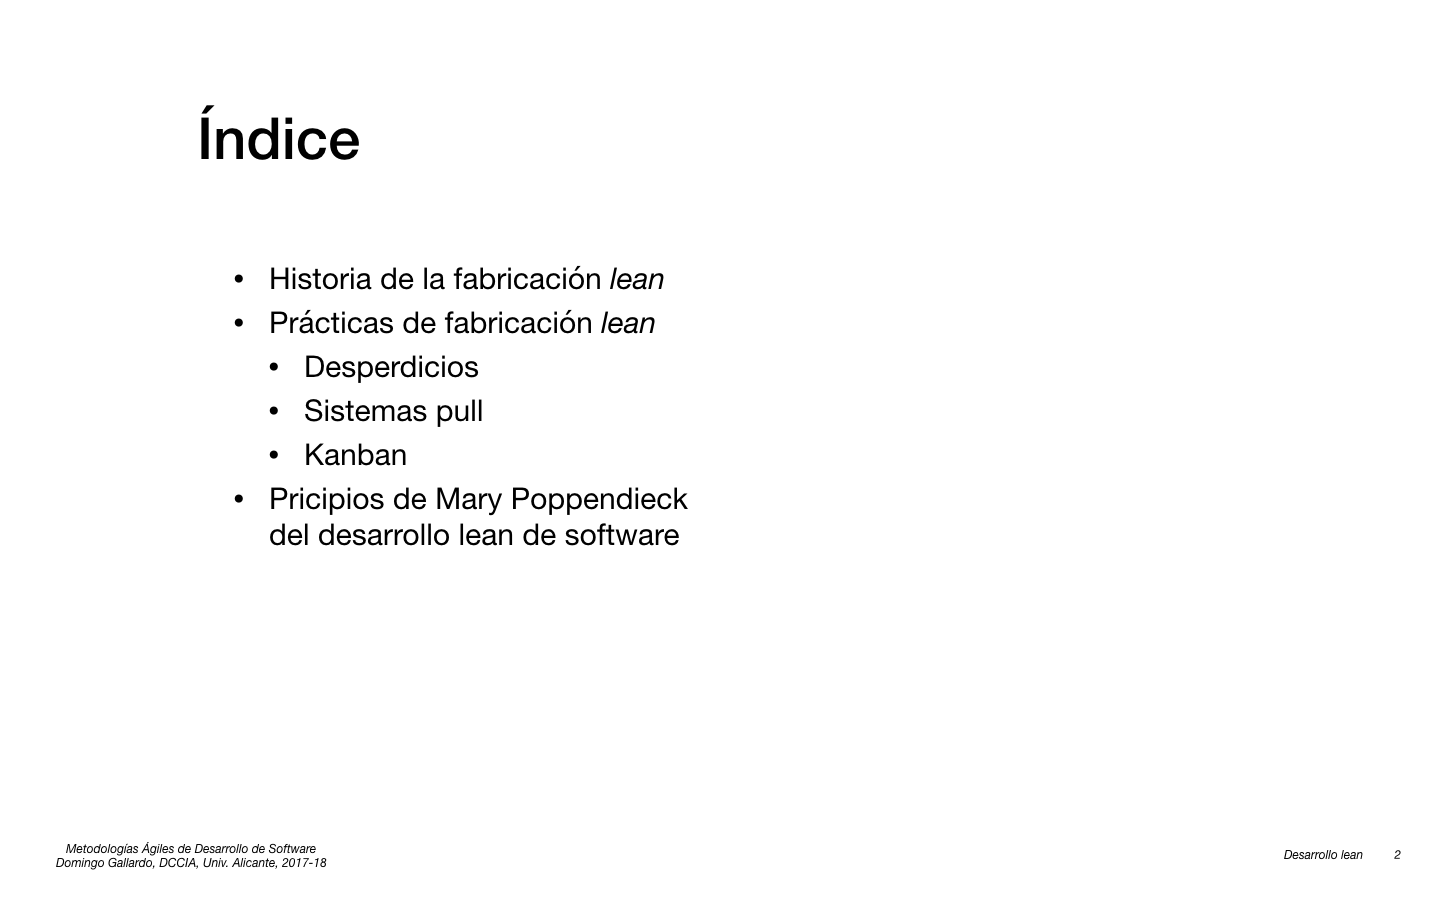 Índice
• Historia de la fabricación lean
• Prácticas de fabricación lean
• Desperdicios
• Sistemas pull
• Kanban
• Pricipios de Mary Poppendieck
del desarrollo lean de software
Metodologías Ágiles de Desarrollo de Software
Domingo Gallardo, DCCIA, Univ. Alicante, 2017-18
Desarrollo lean 2